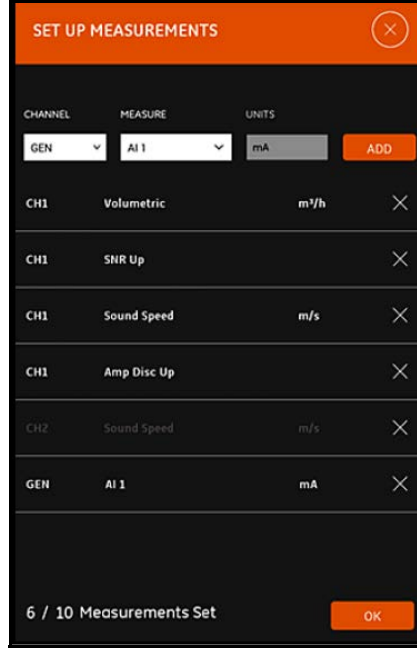 SET UP MEASUREMENTS
CHANNEL MEASURE UNITS
GEN AI 1 mA ADD
CH1 Volumetric m³/h
CH1 SNR Up
CH1 Sound Speed m/s
CH1 Amp Disc Up
CH2 Sound Speed m/s
GEN AI 1 mA
6 / 10 Measurements Set OK